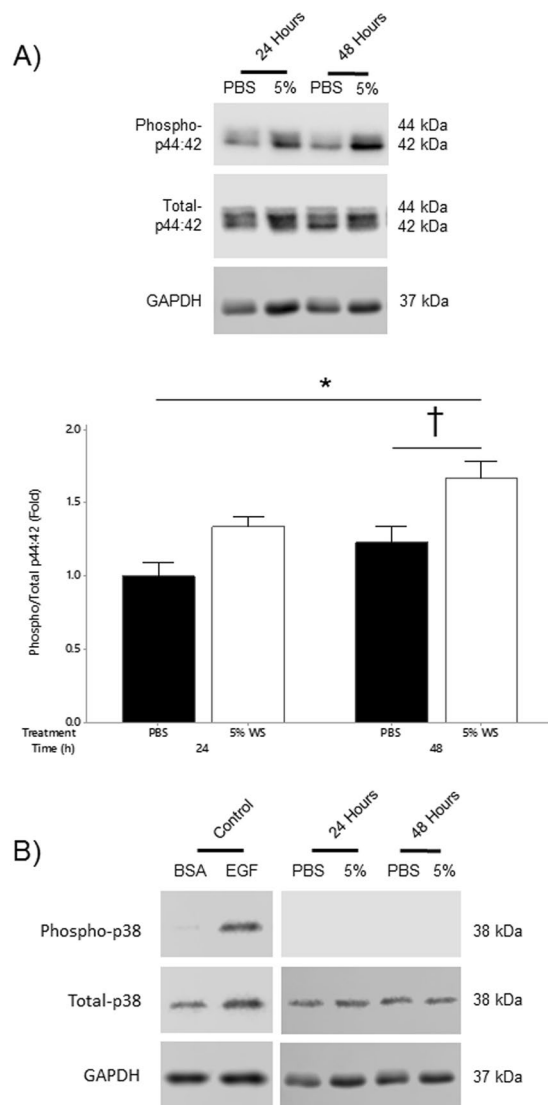 A)
24 Hours 48 Hours
PBS 5% PBS 5%
Phospho-
p44:42
44 kDa
42 kDa
Total-
p44:42
44 kDa
42 kDa
GAPDH 37 kDa
*
†
Phospho/Total p44:42 (Fold)
2.0
1.5
1.0
0.5
0.0
Treatment PBS 5% WS PBS 5% WS
Time (h) 24 48
B)
Control 24 Hours 48 Hours
BSA EGF PBS 5% PBS 5%
Phospho-p38 38 kDa
Total-p38 38 kDa
GAPDH 37 kDa